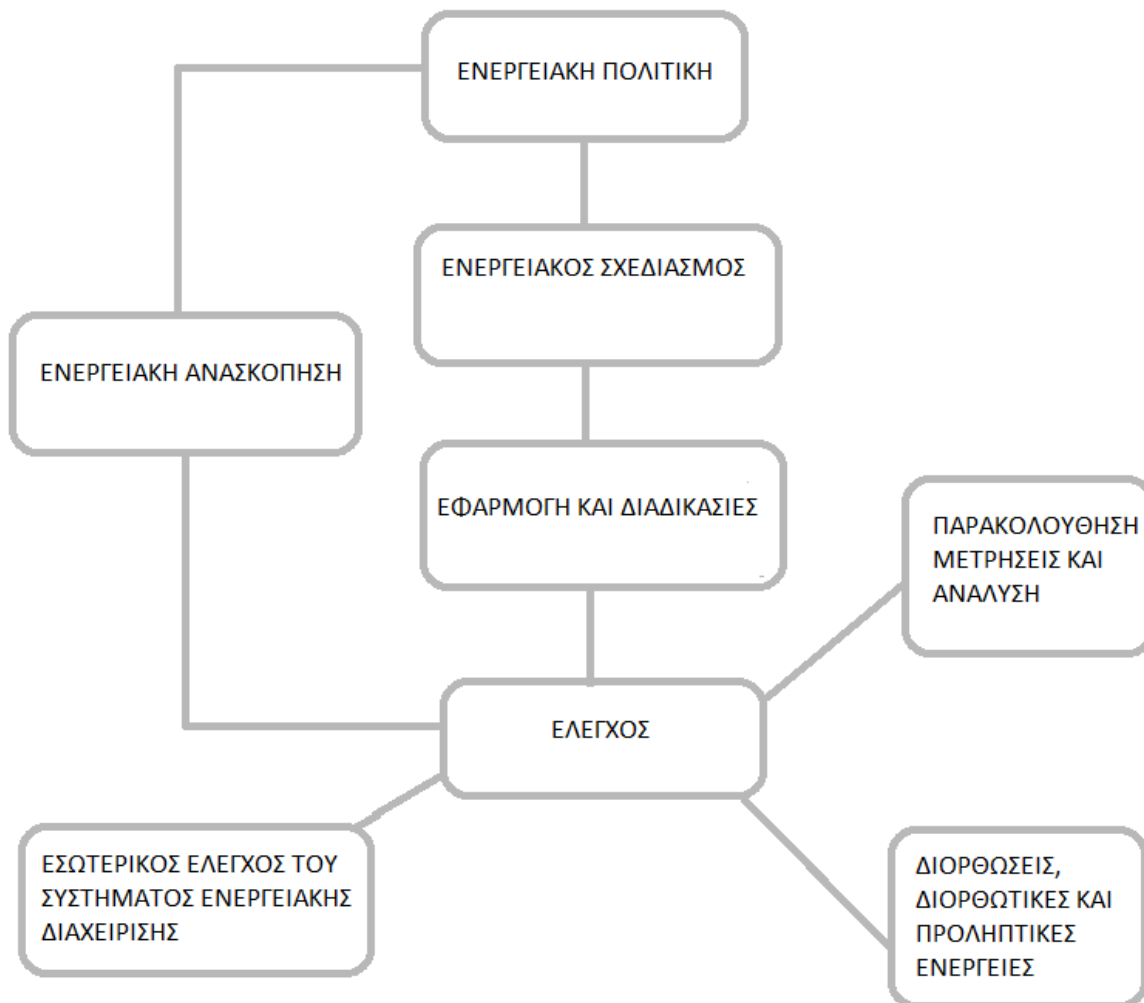 ΕΝΕΡΓΕΙΑΚΗ ΠΟΛΙΤΙΚΗ
ΕΝΕΡΓΕΙΑΚΟΣ ΣΧΕΔΙΑΣΜΟΣ
ΕΝΕΡΓΕΙΑΚΗ ΑΝΑΣΚΟΠΗΣΗ
ΕΦΑΡΜΟΓΗ ΚΑΙ ΔΙΑΔΙΚΑΣΙΕΣ
ΠΑΡΑΚΟΛΟΥΘΗΣΗ
ΜΕΤΡΗΣΕΙΣ ΚΑΙ
ΑΝΑΛΥΣΗ
ΕΛΕΓΧΟΣ
ΕΣΩΤΕΡΙΚΟΣ ΕΛΕΓΧΟΣ ΤΟΥ
ΣΥΣΤΗΜΑΤΟΣ ΕΝΕΡΓΕΙΑΚΗΣ
ΔΙΑΧΕΙΡΙΣΗΣ
ΔΙΟΡΘΩΣΕΙΣ,
ΔΙΟΡΘΩΤΙΚΕΣ ΚΑΙ
ΠΡΟΛΗΠΤΙΚΕΣ
ΕΝΕΡΓΕΙΕΣ